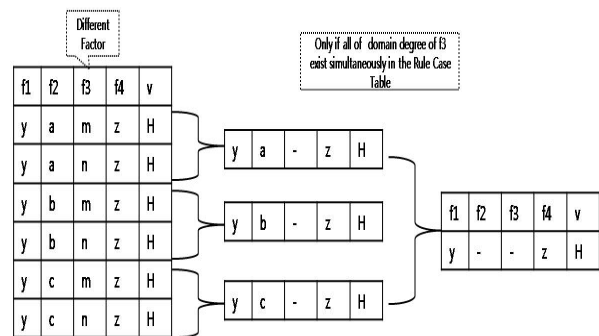 Different
Factor
Only if all of domain degree of f3
exist simultaneously in the Rule Case
Table
f1 f2 f3 f4 v
y a m z H
y a n z H
y b m z H
y b n z H
y c m z H
y c n z H
y a - z H
y b - z H
y c - z H
f1 f2 f3 f4 v
y - - z H